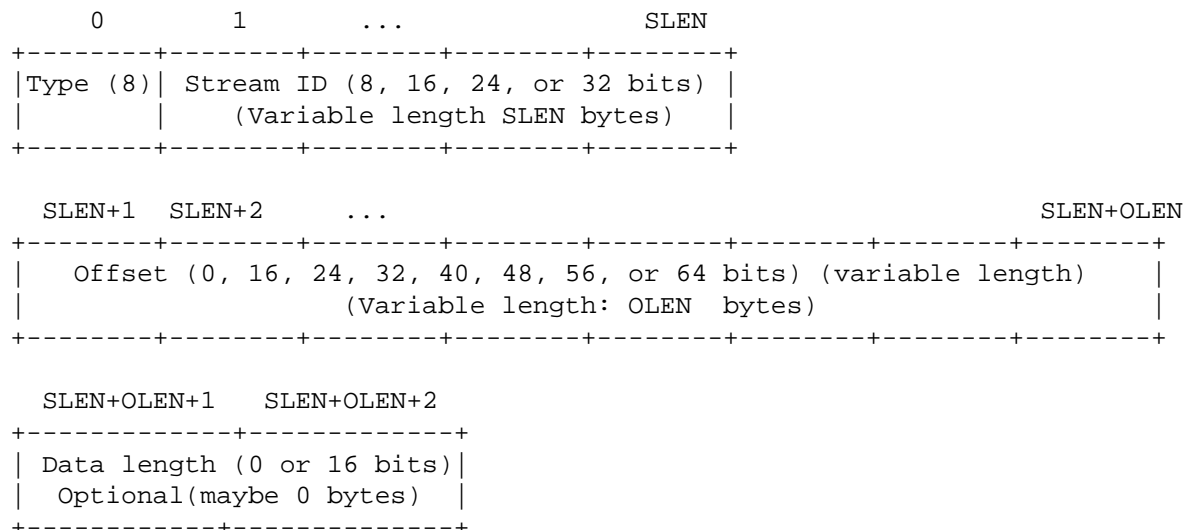 0        1        ...                 SLEN
+--------+--------+--------+--------+--------+
|Type (8)| Stream ID (8, 16, 24, or 32 bits) |
|        |    (Variable length SLEN bytes)   |
+--------+--------+--------+--------+--------+

  SLEN+1  SLEN+2     ...                                         SLEN+OLEN
+--------+--------+--------+--------+--------+--------+--------+--------+
|   Offset (0, 16, 24, 32, 40, 48, 56, or 64 bits) (variable length)    |
|                    (Variable length: OLEN  bytes)                     |
+--------+--------+--------+--------+--------+--------+--------+--------+

  SLEN+OLEN+1   SLEN+OLEN+2
+-------------+-------------+
| Data length (0 or 16 bits)|
|  Optional(maybe 0 bytes)  |
+------------+--------------+